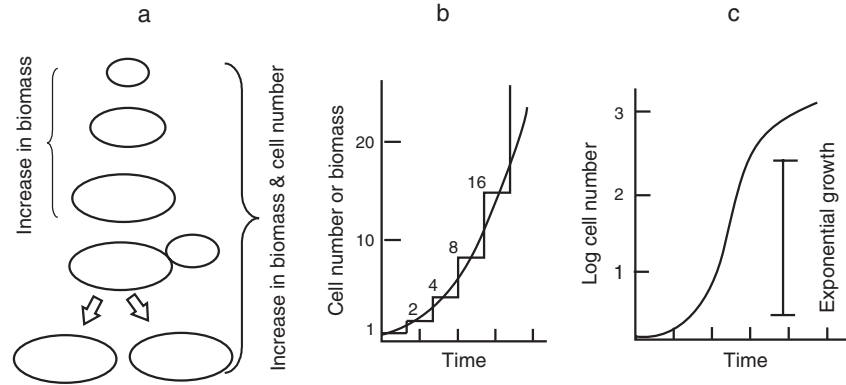 a
Increase in biomass
Increase in biomass & cell number
b
Cell number or biomass
20
10
1
2
4
8
16
Time
c
Log cell number
3
2
1
Exponential growth
Time